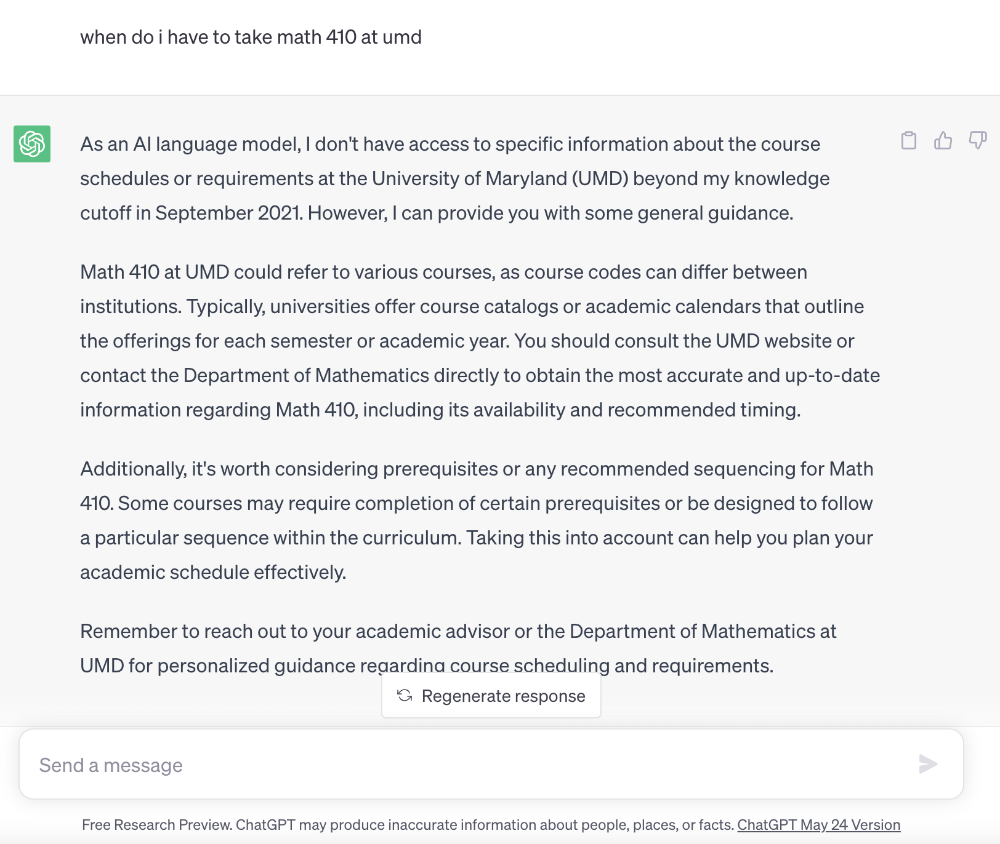 when do i have to take math 410 at umd
As an AI language model, I don't have access to specific information about the course
schedules or requirements at the University of Maryland (UMD) beyond my knowledge
cutoff in September 2021. However, I can provide you with some general guidance.
Math 410 at UMD could refer to various courses, as course codes can differ between
institutions. Typically, universities offer course catalogs or academic calendars that outline
the offerings for each semester or academic year. You should consult the UMD website or
contact the Department of Mathematics directly to obtain the most accurate and up-to-date
information regarding Math 410, including its availability and recommended timing.
Additionally, it's worth considering prerequisites or any recommended sequencing for Math
410. Some courses may require completion of certain prerequisites or be designed to follow
a particular sequence within the curriculum. Taking this into account can help you plan your
academic schedule effectively.
Remember to reach out to your academic advisor or the Department of Mathematics at
UMD for personalized guidance regarding course scheduling and requirements.
Regenerate response
Send a message
Free Research Preview. ChatGPT may produce inaccurate information about people, places, or facts. ChatGPT May 24 Version